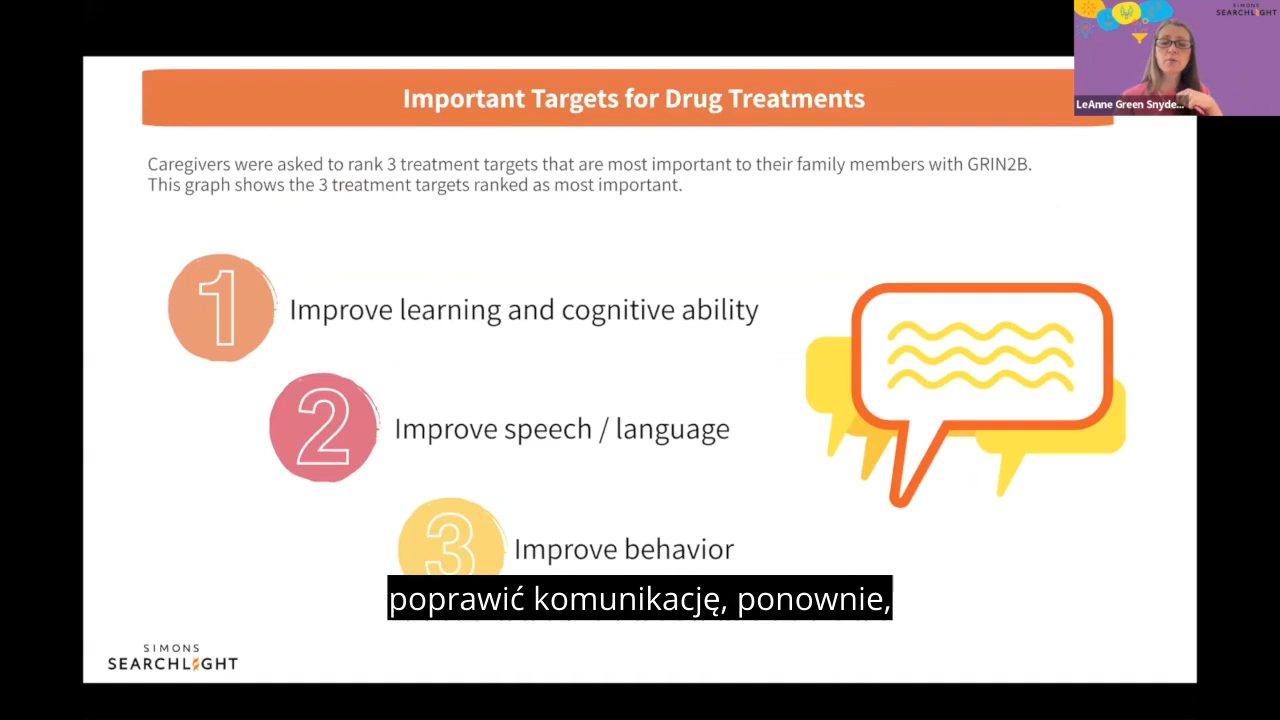 SIMONS
SEARCHLIGHT
LeAnne Green Snyde...
Important Targets for Drug Treatments
Caregivers were asked to rank 3 treatment targets that are most important to their family members with GRIN2B.
This graph shows the 3 treatment targets ranked as most important.
1 Improve learning and cognitive ability
2 Improve speech / language
3 Improve behavior
poprawić komunikację, ponownie,
SIMONS
SEARCHLIGHT